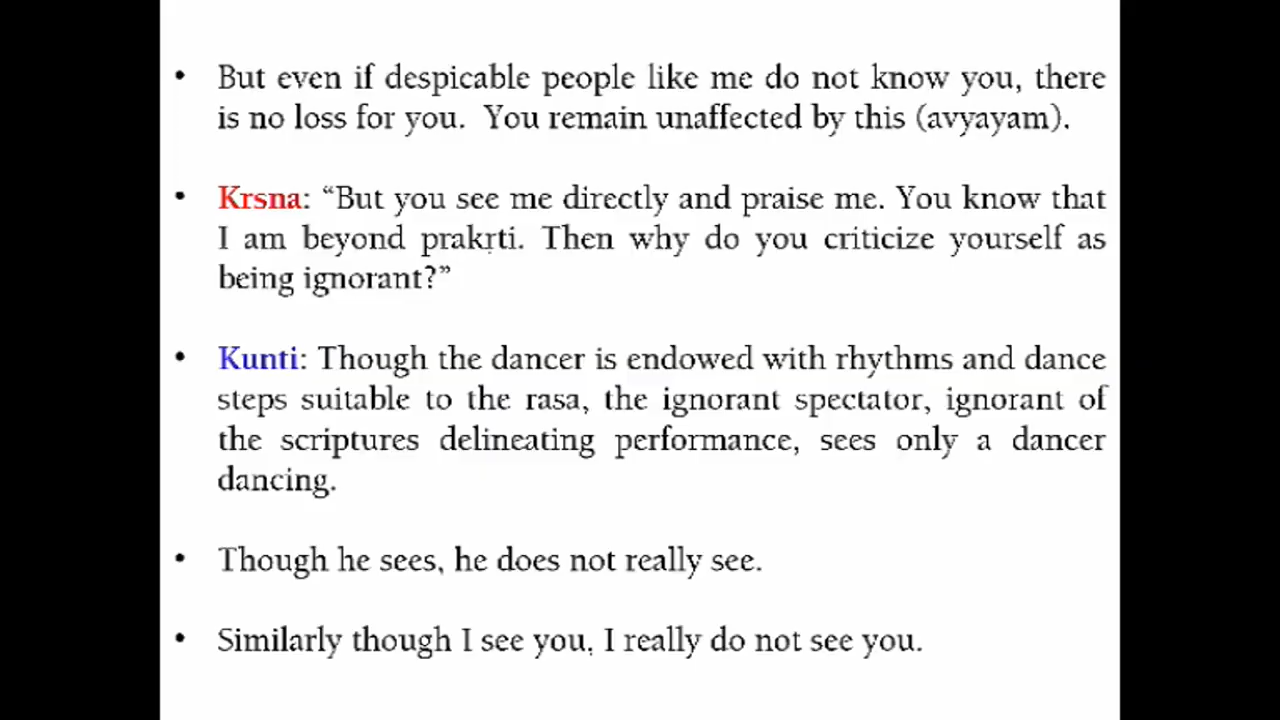 • But even if despicable people like me do not know you, there
is no loss for you.  You remain unaffected by this (avyayam).
• Krsna: “But you see me directly and praise me. You know that
I am beyond prakṛti. Then why do you criticize yourself as
being ignorant?”
• Kunti: Though the dancer is endowed with rhythms and dance
steps suitable to the rasa, the ignorant spectator, ignorant of
the scriptures delineating performance, sees only a dancer
dancing.
• Though he sees, he does not really see.
• Similarly though I see you, I really do not see you.